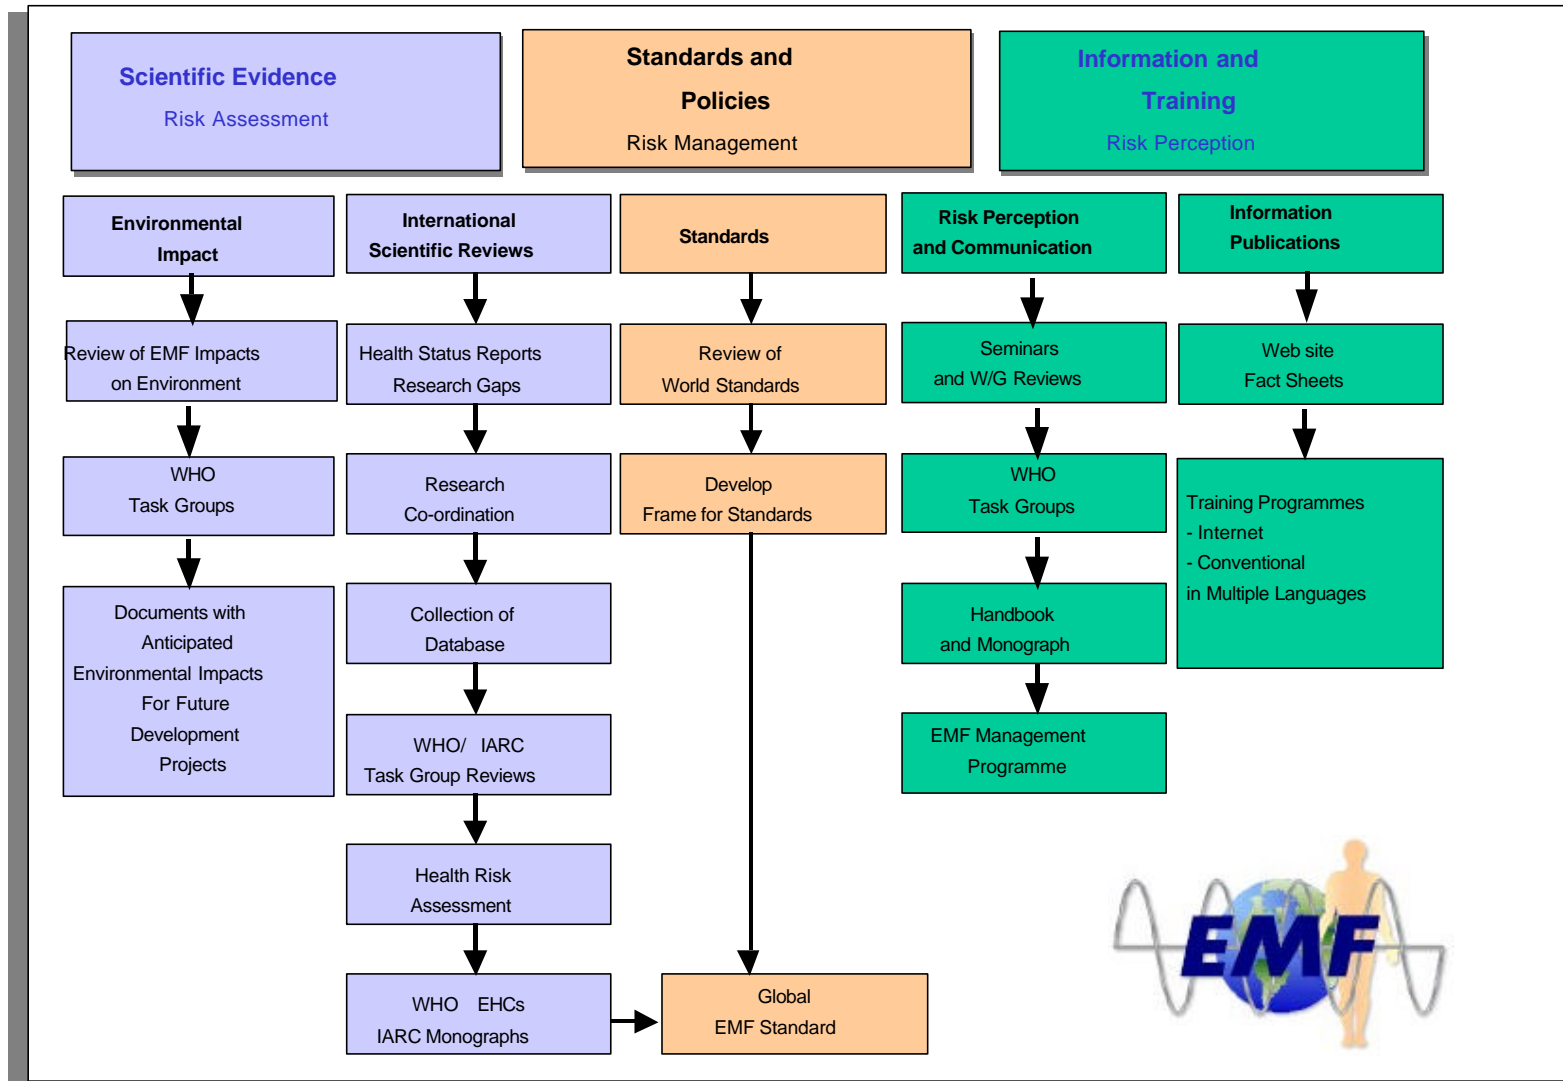 Scientific Evidence
Risk Assessment
Standards and
Policies
Risk Management
Information and
Training
Risk Perception
Environmental
Impact
Review of EMF Impacts
on Environment
WHO
Task Groups
Documents with
Anticipated
Environmental Impacts
For Future
Development
Projects
International
Scientific Reviews
Health Status Reports
Research Gaps
Research
Co-ordination
Collection of
Database
WHO/ IARC
Task Group Reviews
Health Risk
Assessment
WHO EHCs
IARC Monographs
Standards
Review of
World Standards
Develop
Frame for Standards
Global
EMF Standard
Risk Perception
and Communication
Seminars
and W/G Reviews
WHO
Task Groups
Handbook
and Monograph
EMF Management
Programme
Information
Publications
Web site
Fact Sheets
Training Programmes
- Internet
- Conventional
in Multiple Languages
EMF